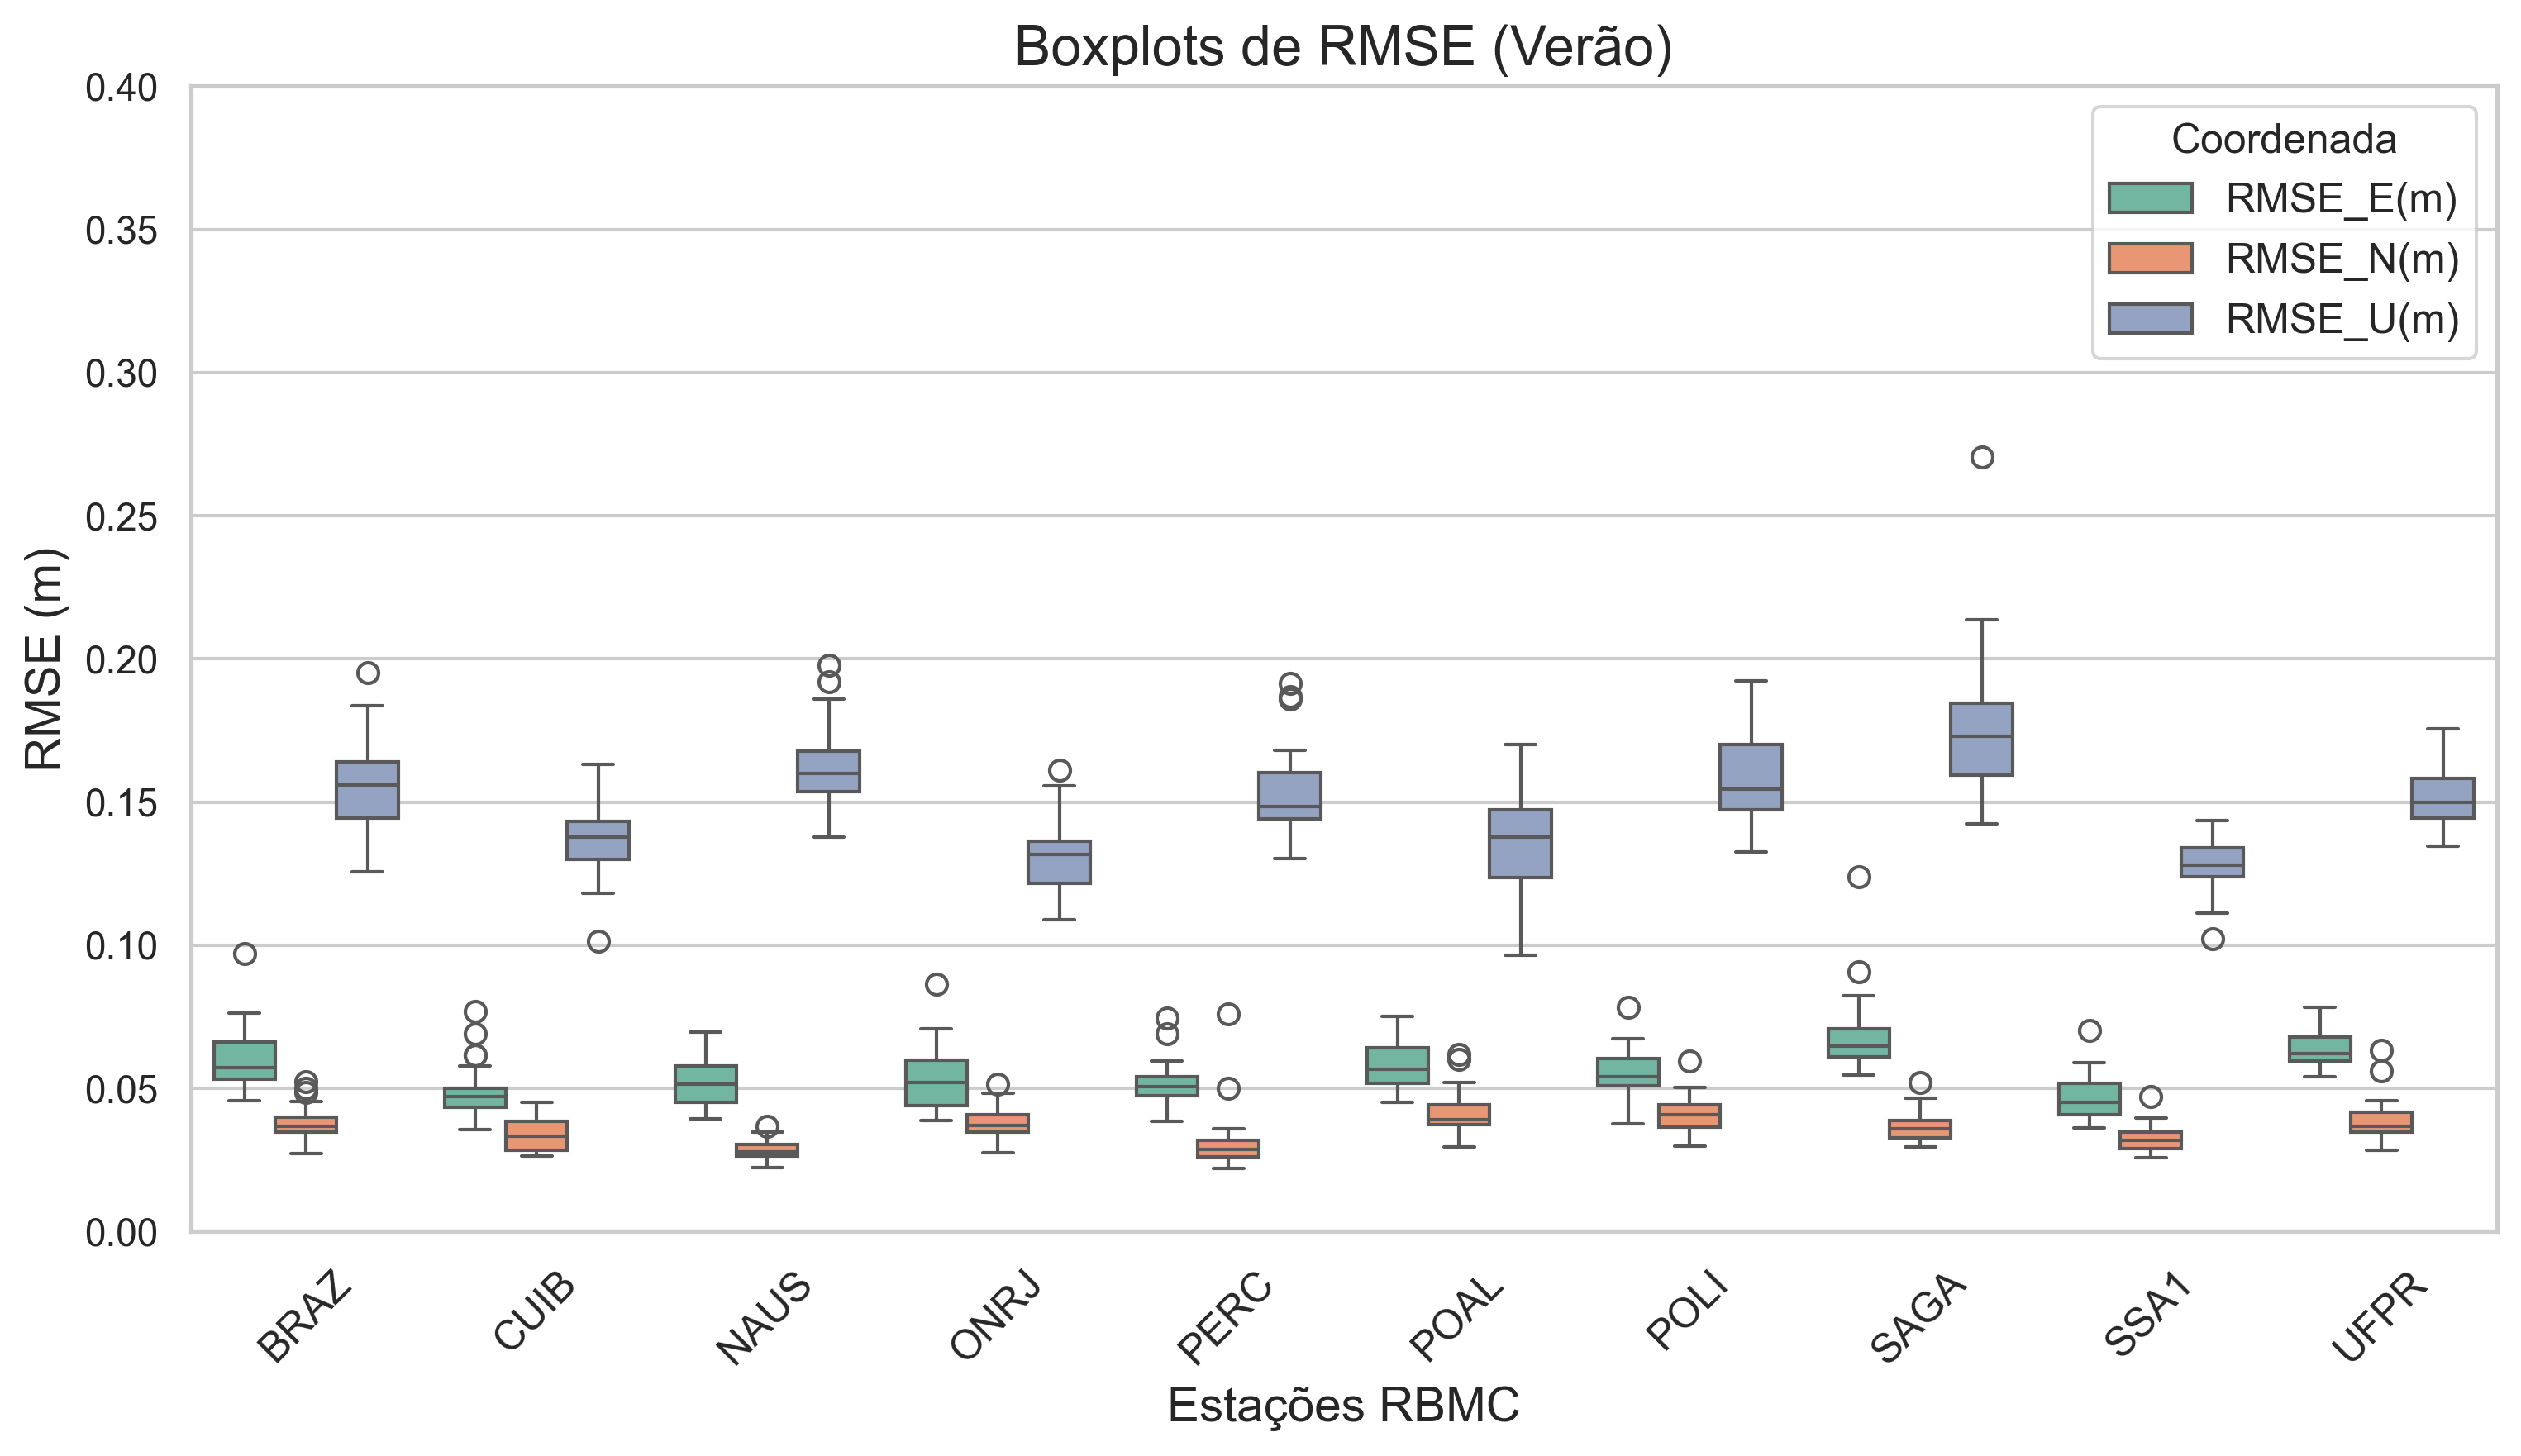 Boxplots de RMSE (Verão)
0.40
0.35
0.30
0.25
0.20
0.15
0.10
0.05
0.00
RMSE (m)
Coordenada
RMSE_E(m)
RMSE_N(m)
RMSE_U(m)
BRAZ
CUIB
NAUS
ONRJ
PERC
POAL
POLI
SAGA
SSA1
UFPR
Estações RBMC